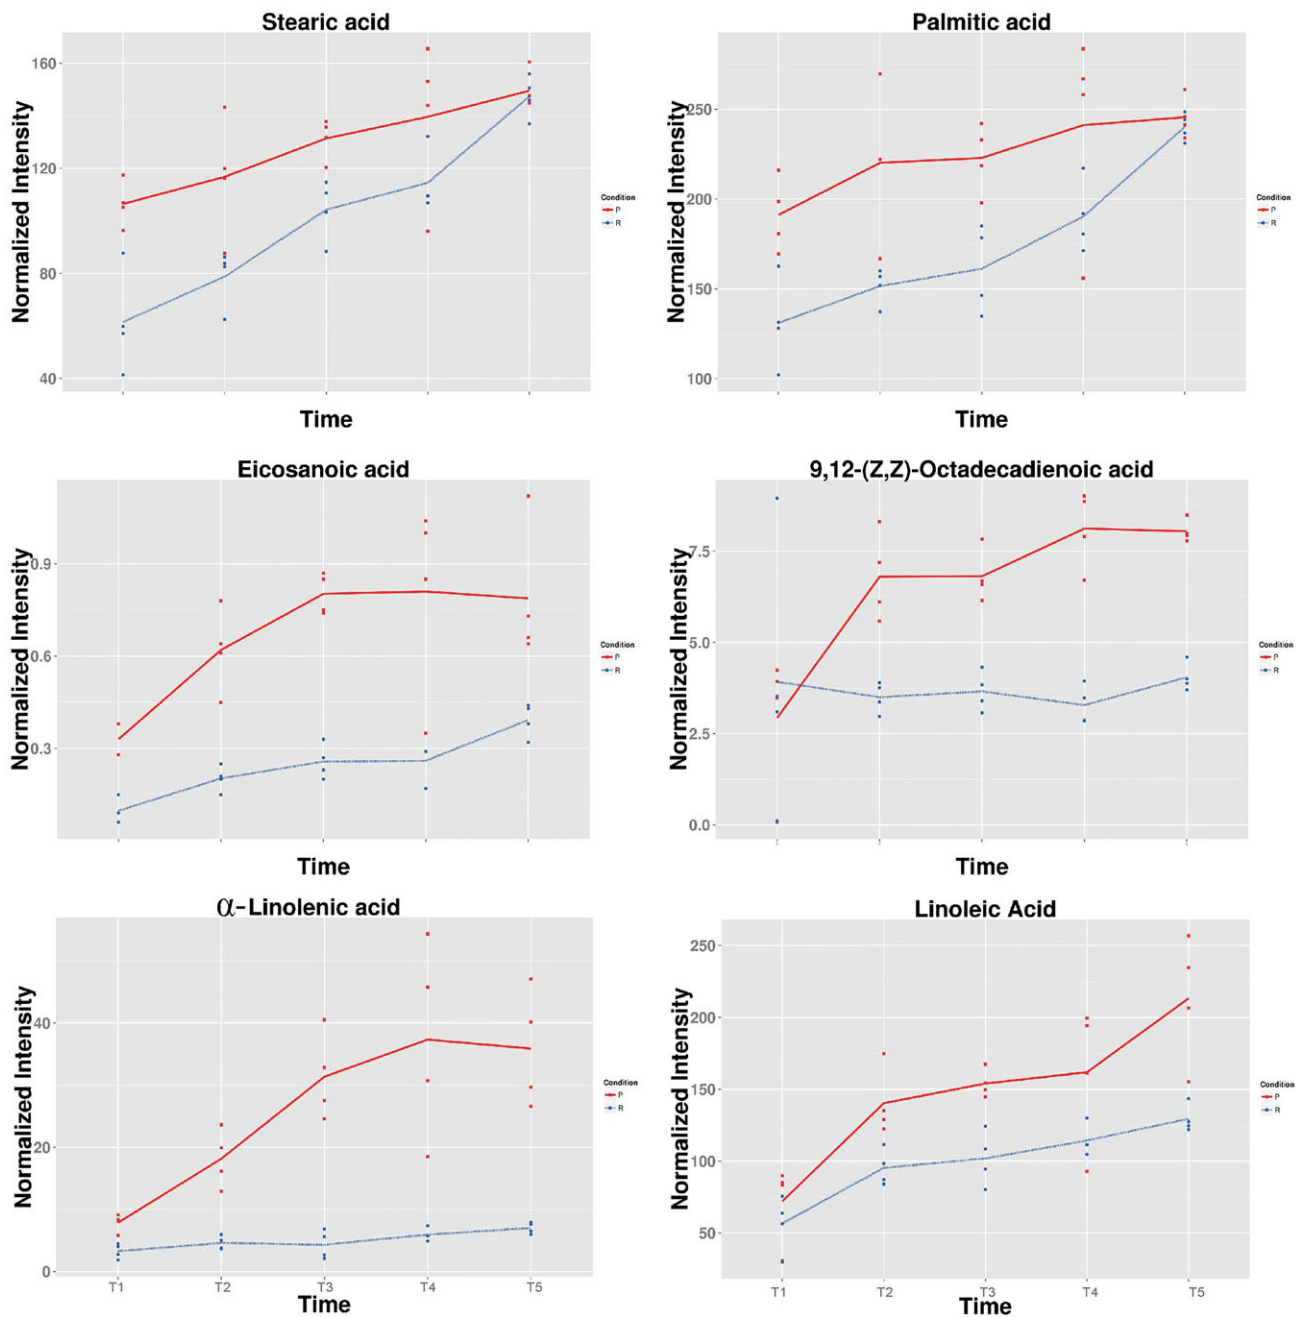 Stearic acid
Normalized Intensity
160
120
80
40
Time
Condition
P
R
Palmitic acid
Normalized Intensity
250
200
150
100
Time
Condition
P
R
Eicosanoic acid
Normalized Intensity
0.9
0.6
0.3
Time
Condition
P
R
9,12-(Z,Z)-Octadecadienoic acid
Normalized Intensity
7.5
5.0
2.5
0.0
Time
Condition
P
R
α-Linolenic acid
Normalized Intensity
40
20
0
T1 T2 T3 T4 T5
Time
Condition
P
R
Linoleic Acid
Normalized Intensity
250
200
150
100
50
T1 T2 T3 T4 T5
Time
Condition
P
R